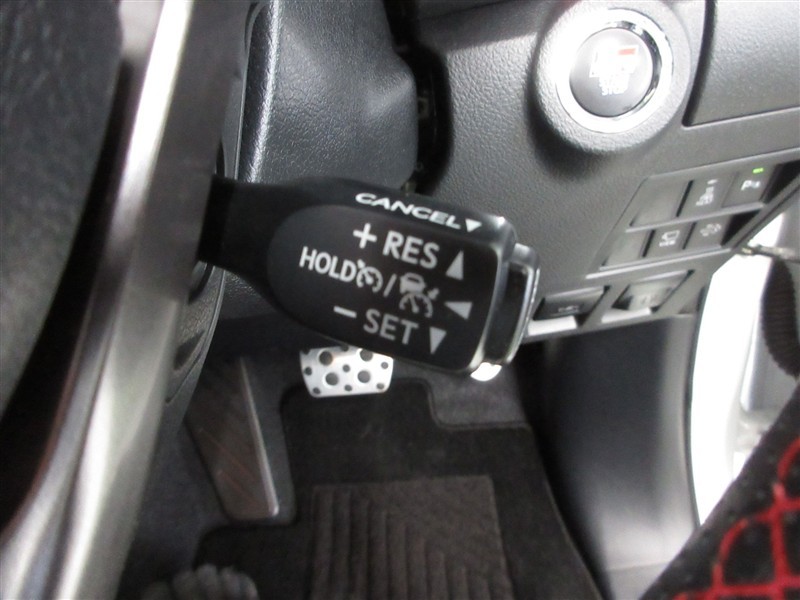 CANCEL▼
+ RES ▲
HOLD / ◀
− SET ▼